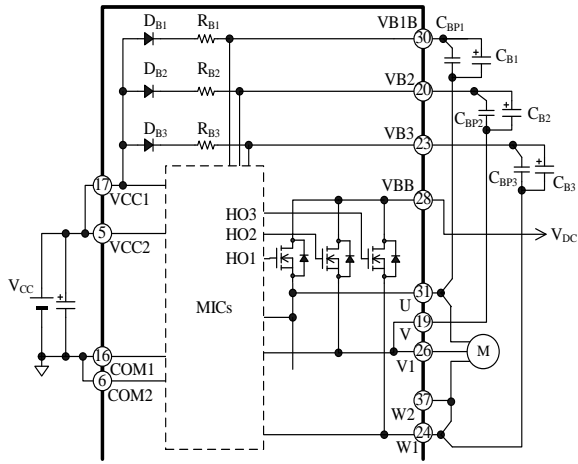 DB1 RB1 VB1B 30 CBP1
CB1
DB2 RB2 VB2 20
CBP2 CB2
DB3 RB3 VB3 23
CBP3 CB3
17 VCC1
VBB 28
HO3
5 VCC2
HO2
VDC
HO1
VCC
MICs
31 U
19 V
16 COM1
26 V1
M
6 COM2
37 W2
24 W1